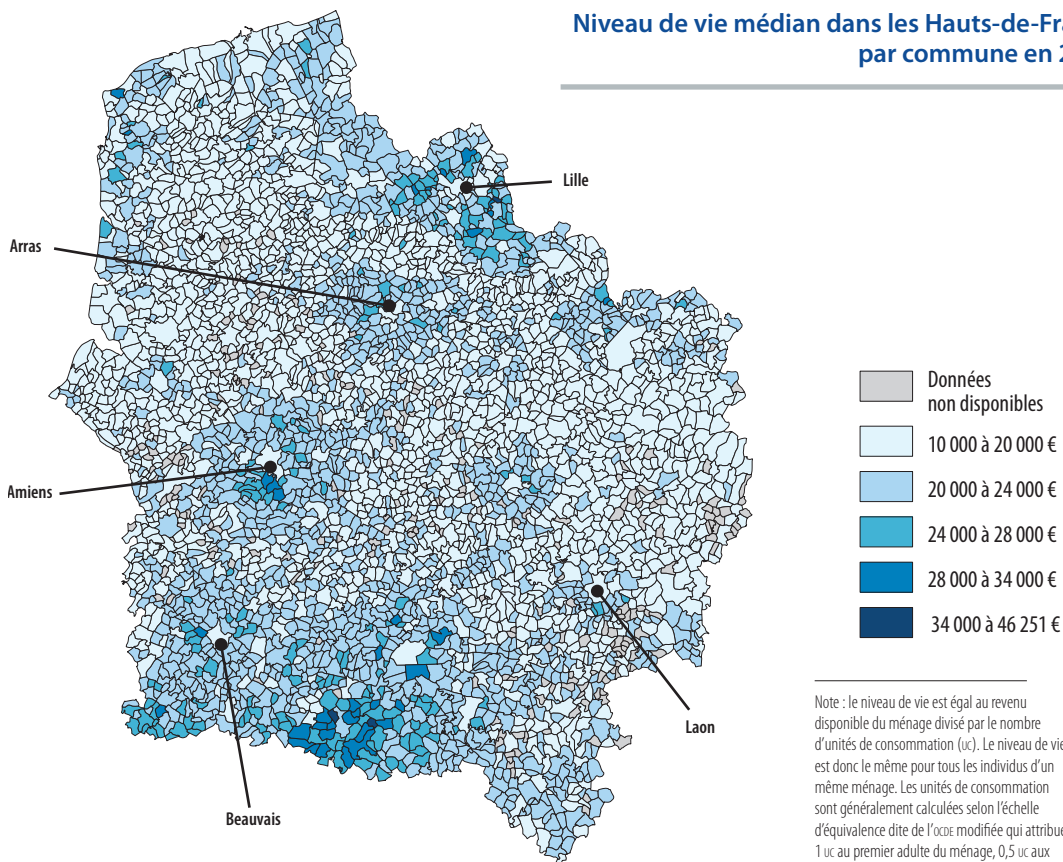 Niveau de vie médian dans les Hauts-de-Fra
par commune en 2
Lille
Arras
Amiens
Beauvais
Laon
Données
non disponibles
10 000 à 20 000 €
20 000 à 24 000 €
24 000 à 28 000 €
28 000 à 34 000 €
34 000 à 46 251 €
Note : le niveau de vie est égal au revenu
disponible du ménage divisé par le nombre
d’unités de consommation (UC). Le niveau de vie
est donc le même pour tous les individus d’un
même ménage. Les unités de consommation
sont généralement calculées selon l’échelle
d’équivalence dite de l’OCDE modifiée qui attribue
1 UC au premier adulte du ménage, 0,5 UC aux